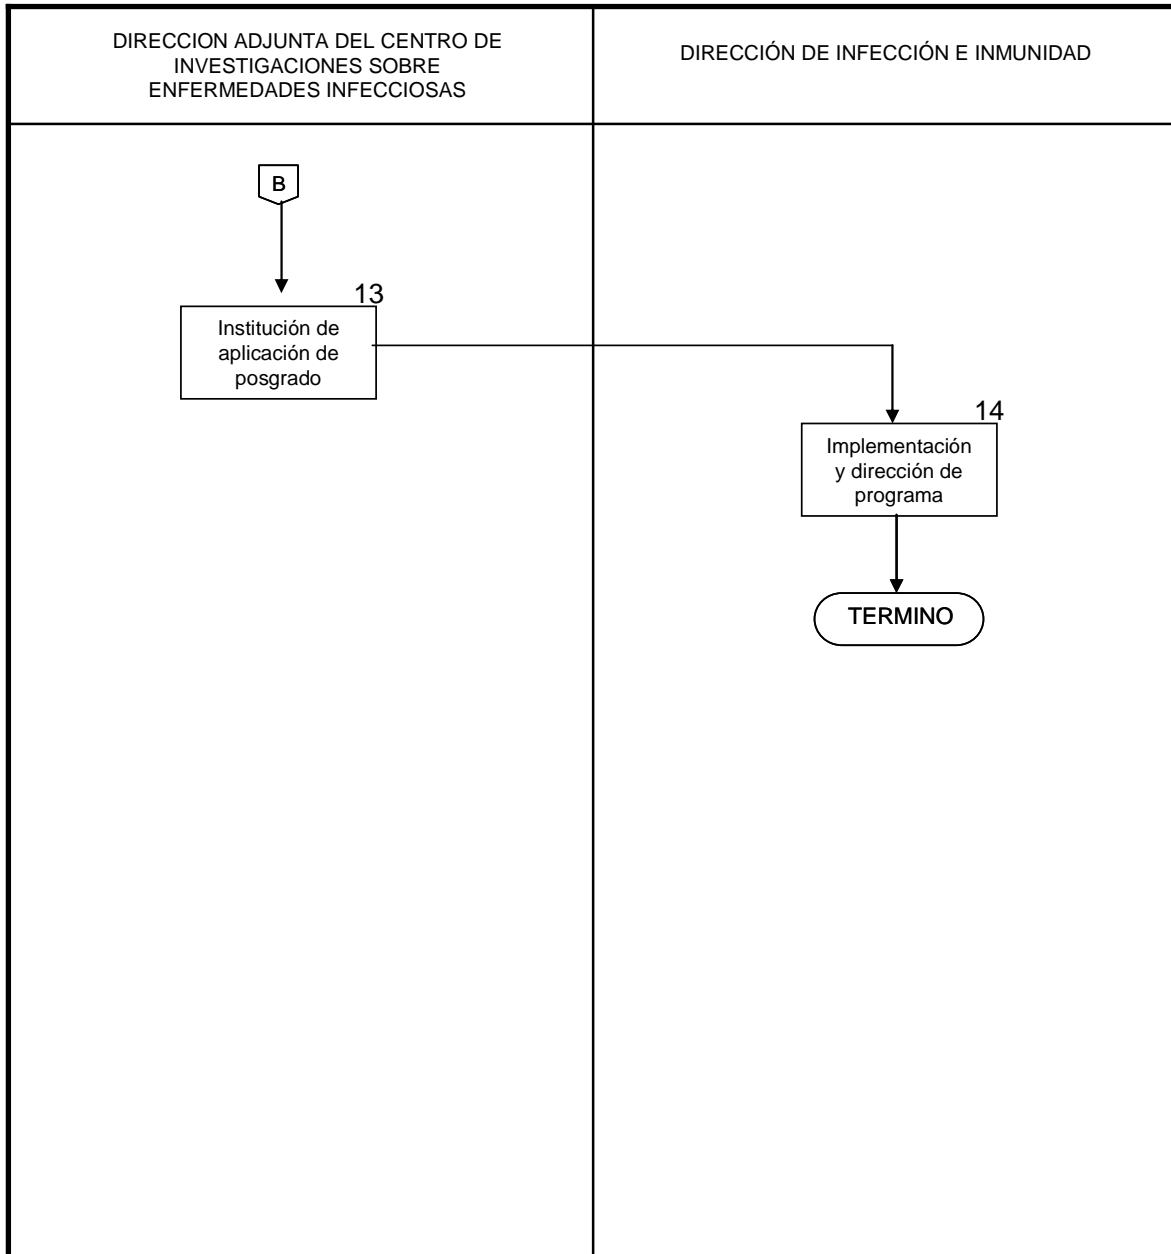 DIRECCION ADJUNTA DEL CENTRO DE
INVESTIGACIONES SOBRE
ENFERMEDADES INFECCIOSAS
DIRECCIÓN DE INFECCIÓN E INMUNIDAD
B
13
Institución de
aplicación de
posgrado
14
Implementación
y dirección de
programa
TERMINO